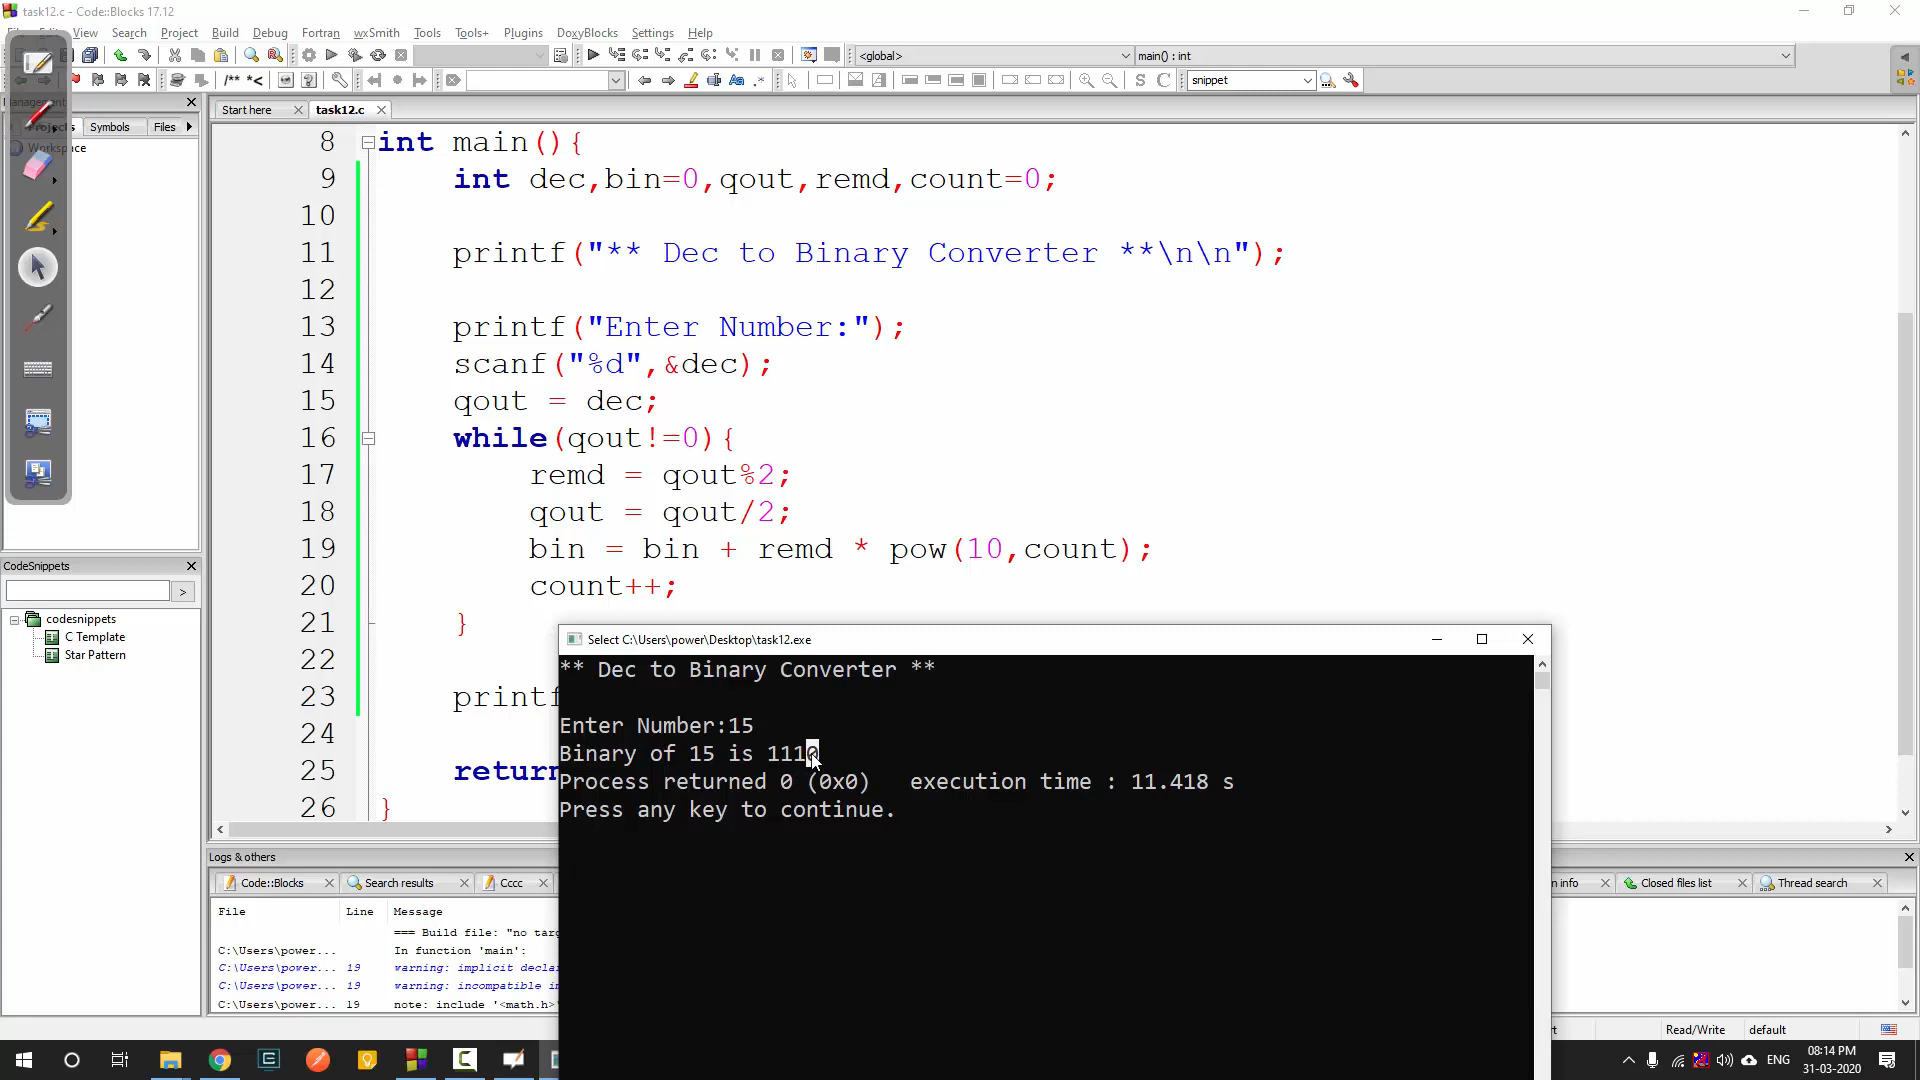 task12.c - Code::Blocks 17.12
View Search Project Build Debug Fortran wxSmith Tools Tools+ Plugins DoxyBlocks Settings Help
<global>
main() : int
/** *<
Aa .*
S C
snippet
Management
Projects Symbols Files
Workspace
Start here
task12.c
8 int main(){
9 int dec,bin=0,qout,remd,count=0;
10
11 printf("** Dec to Binary Converter **\n\n");
12
13 printf("Enter Number:");
14 scanf("%d",&dec);
15 qout = dec;
16 while(qout!=0){
17 remd = qout%2;
18 qout = qout/2;
19 bin = bin + remd * pow(10,count);
20 count++;
21 }
22
23 printf
24
25 return
26 }
CodeSnippets
>
codesnippets
C Template
Star Pattern
Select C:\Users\power\Desktop\task12.exe
** Dec to Binary Converter **
Enter Number:15
Binary of 15 is 1110
Process returned 0 (0x0) execution time : 11.418 s
Press any key to continue.
Logs & others
Code::Blocks Search results Cccc
n info Closed files list Thread search
File Line Message
=== Build file: "no targ
C:\Users\power... In function 'main':
C:\Users\power... 19 warning: implicit decla
C:\Users\power... 19 warning: incompatible im
C:\Users\power... 19 note: include '<math.h>'
rt Read/Write default
ENG
08:14 PM
31-03-2020